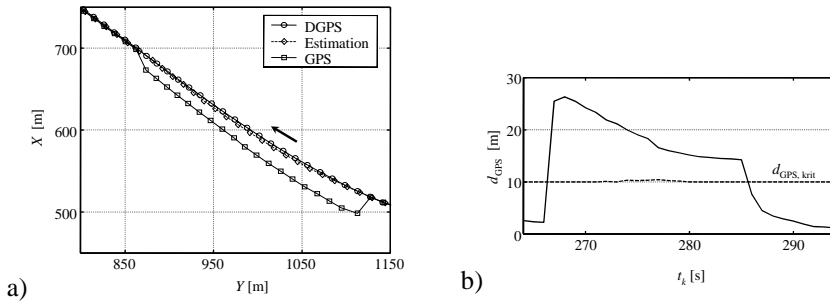 700
600
500
X [m]
850
950
1050
1150
Y [m]
DGPS
Estimation
GPS
a)
30
20
10
0
d_GPS [m]
d_GPS, krit
270
280
290
t_k [s]
b)